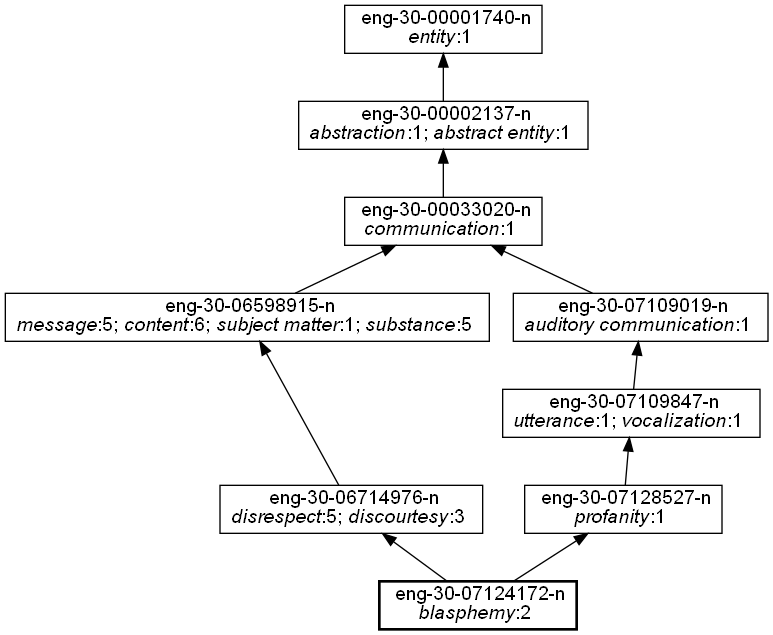 eng-30-00001740-n
entity:1
eng-30-00002137-n
abstraction:1; abstract entity:1
eng-30-00033020-n
communication:1
eng-30-06598915-n
message:5; content:6; subject matter:1; substance:5
eng-30-07109019-n
auditory communication:1
eng-30-07109847-n
utterance:1; vocalization:1
eng-30-06714976-n
disrespect:5; discourtesy:3
eng-30-07128527-n
profanity:1
eng-30-07124172-n
blasphemy:2